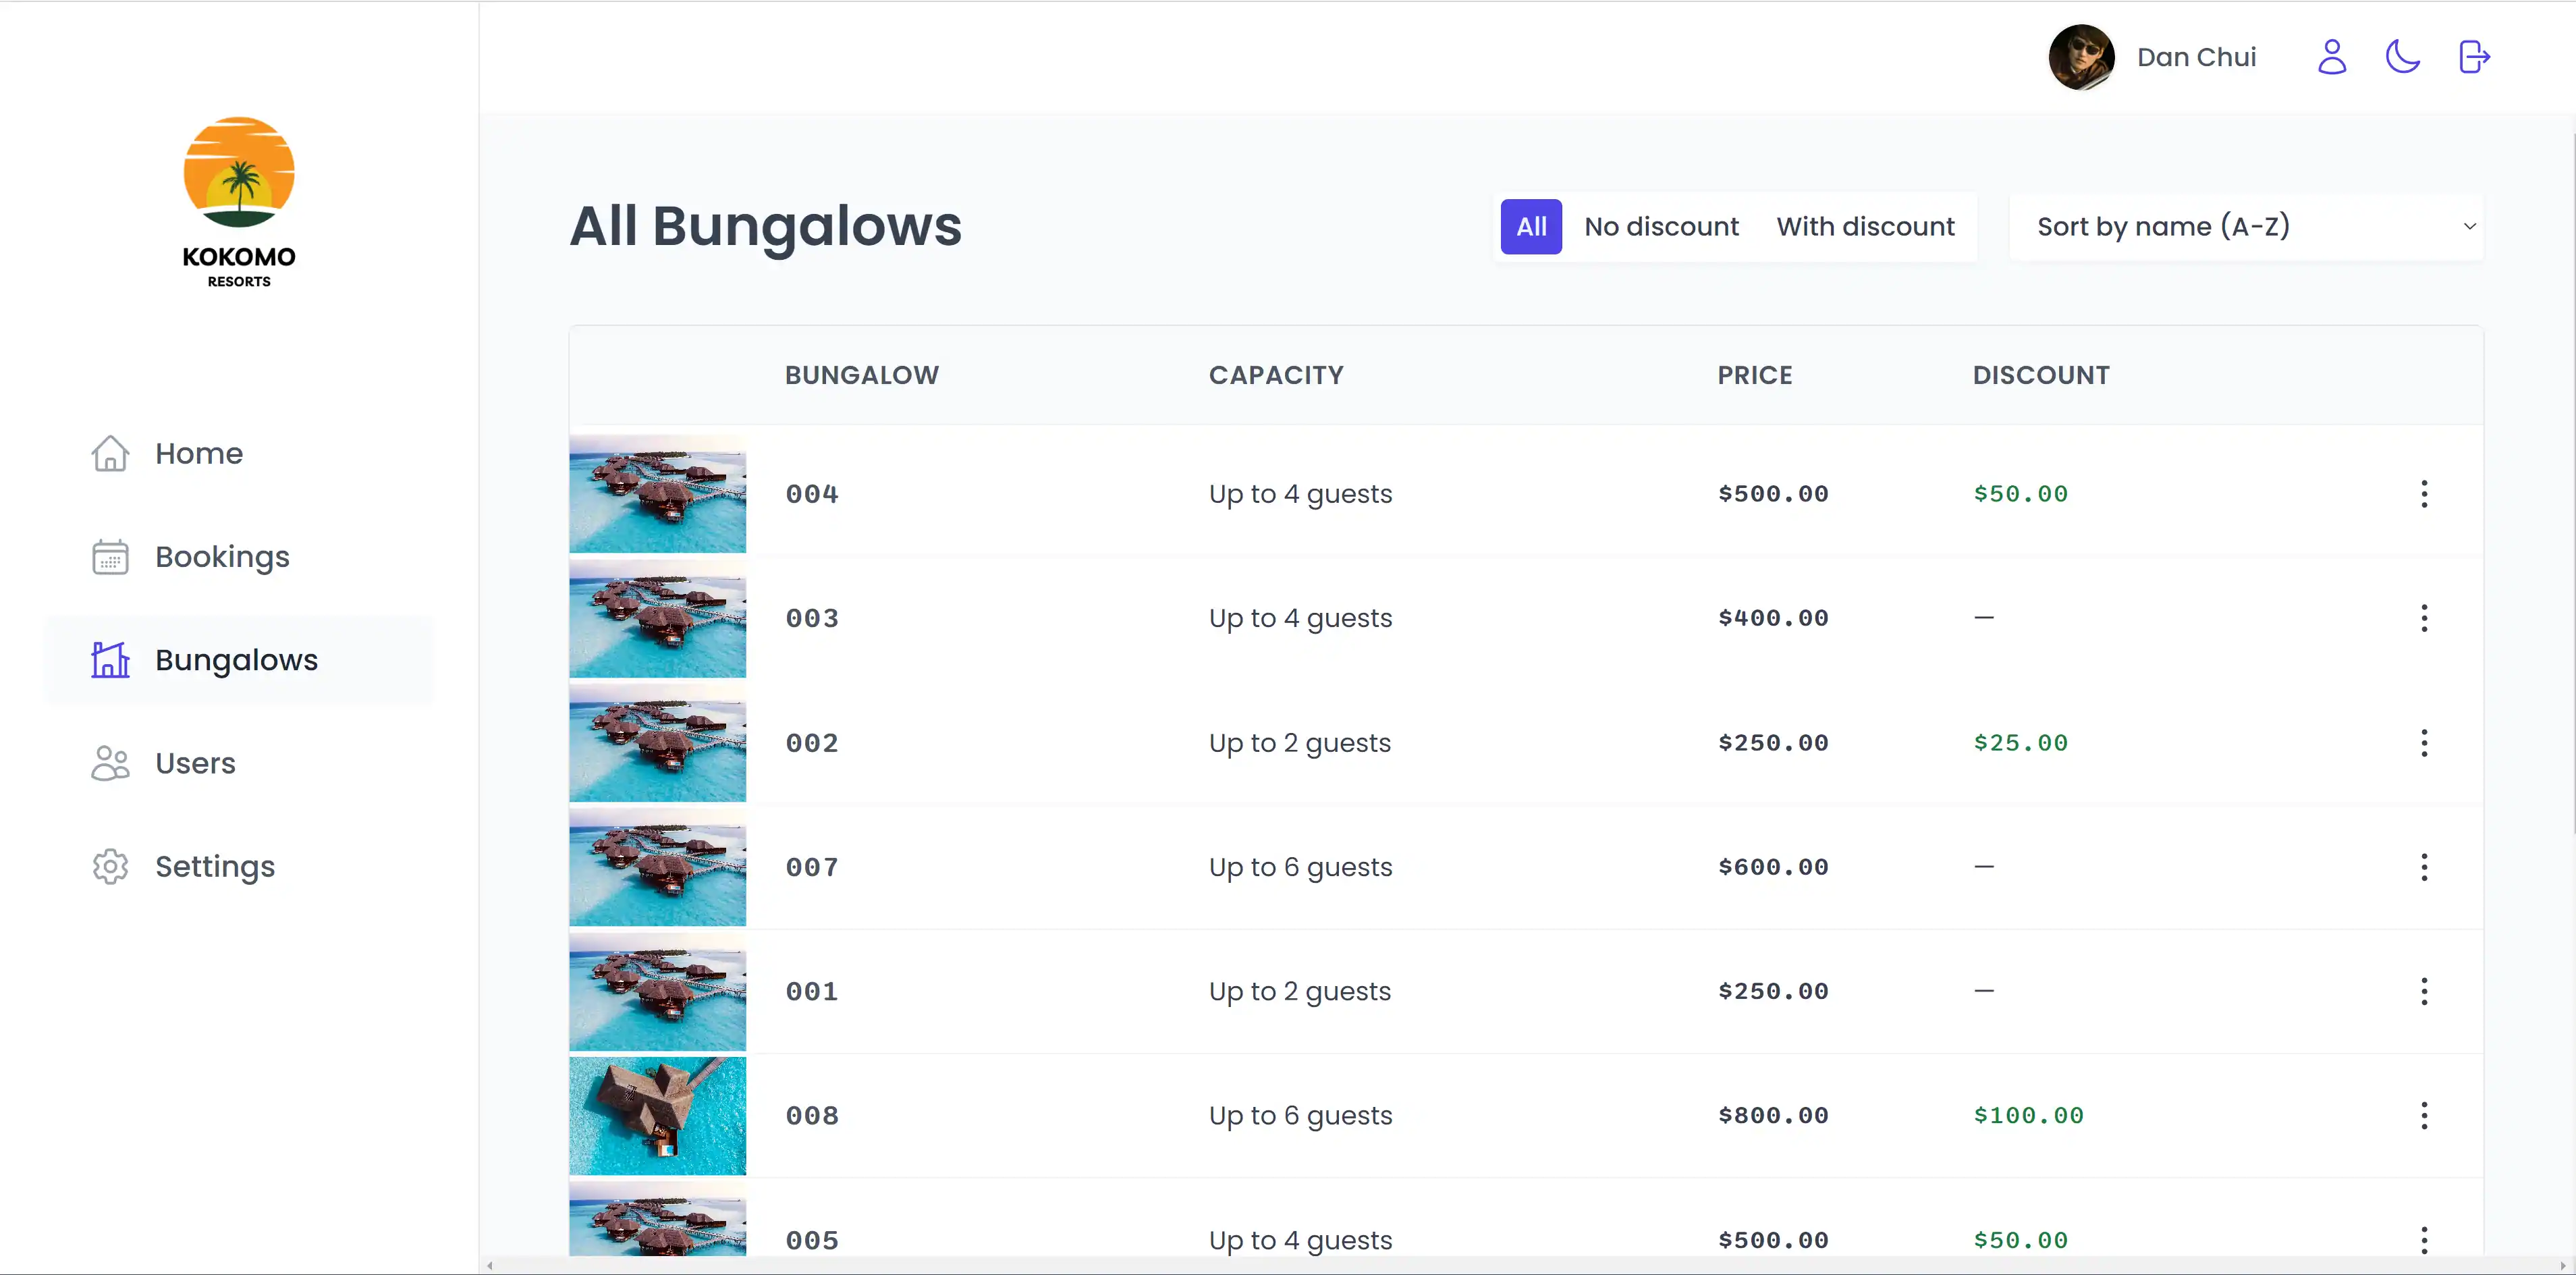 Dan Chui
KOKOMO
RESORTS
Home
Bookings
Bungalows
Users
Settings
All Bungalows
All No discount With discount Sort by name (A-Z)
BUNGALOW CAPACITY PRICE DISCOUNT
004 Up to 4 guests $500.00 $50.00
003 Up to 4 guests $400.00 —
002 Up to 2 guests $250.00 $25.00
007 Up to 6 guests $600.00 —
001 Up to 2 guests $250.00 —
008 Up to 6 guests $800.00 $100.00
005 Up to 4 guests $500.00 $50.00